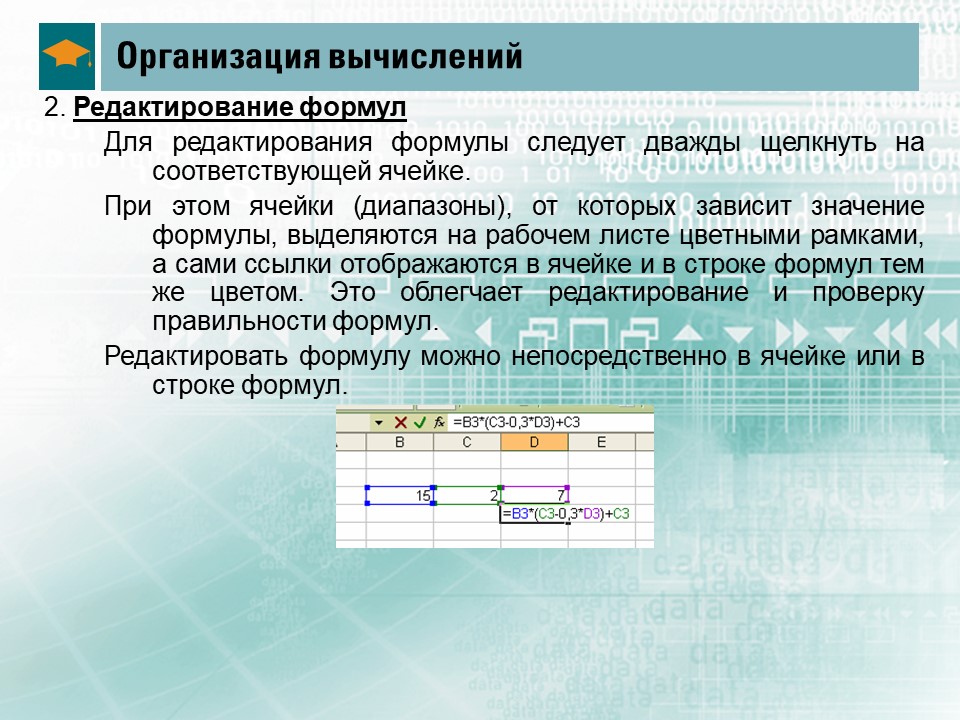 Организация вычислений
2. Редактирование формул
Для редактирования формулы следует дважды щелкнуть на
соответствующей ячейке.
При этом ячейки (диапазоны), от которых зависит значение
формулы, выделяются на рабочем листе цветными рамками,
а сами ссылки отображаются в ячейке и в строке формул тем
же цветом. Это облегчает редактирование и проверку
правильности формул.
Редактировать формулу можно непосредственно в ячейке или в
строке формул.
fx =B3*(C3-0,3*D3)+C3
B C D E
15 2 7
=B3*(C3-0,3*D3)+C3